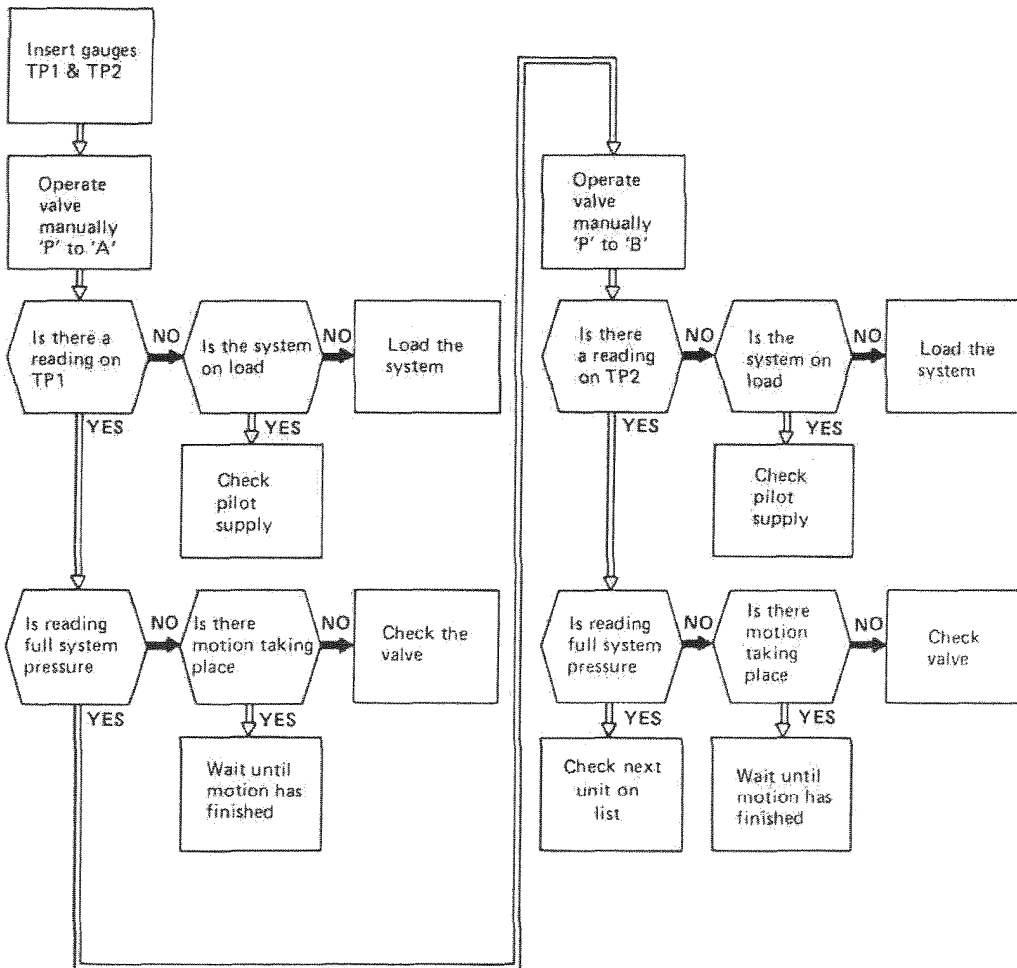 Insert gauges
TP1 & TP2
Operate
valve
manually
'P' to 'A'
Is there a
reading on
TP1
NO
Is the system
on load
NO
Load the
system
YES
YES
Check
pilot
supply
Is reading
full system
pressure
NO
Is there
motion taking
place
NO
Check the
valve
YES
YES
Wait until
motion has
finished
Operate
valve
manually
'P' to 'B'
Is there
a reading
on TP2
NO
Is the
system on
load
NO
Load the
system
YES
YES
Check
pilot
supply
Is reading
full system
pressure
NO
Is there
motion
taking
place
NO
Check
valve
YES
YES
Check next
unit on
list
Wait until
motion has
finished